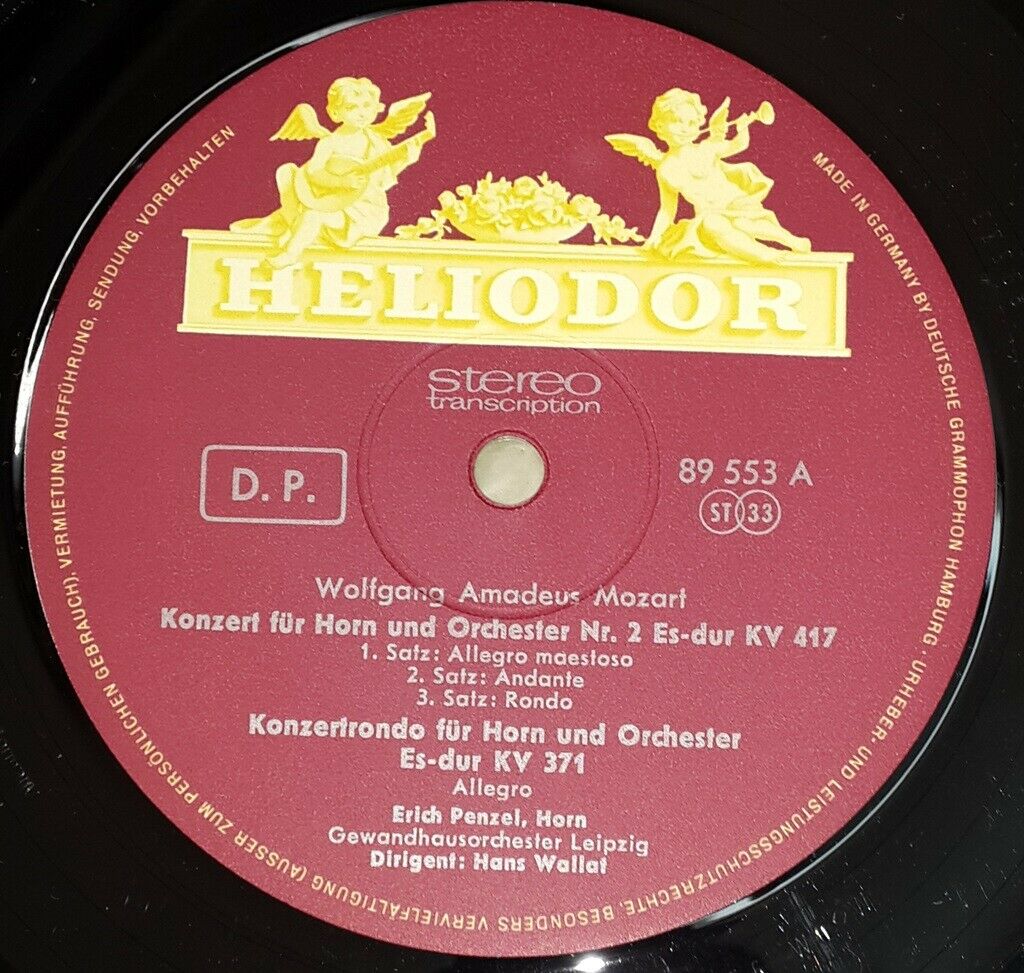 HELIODOR
stereo
transcription
D. P.
89 553 A
ST 33
Wolfgang Amadeus Mozart
Konzert für Horn und Orchester Nr. 2 Es-dur KV 417
1. Satz: Allegro maestoso
2. Satz: Andante
3. Satz: Rondo
Konzertrondo für Horn und Orchester
Es-dur KV 371
Allegro
Erich Penzel, Horn
Gewandhausorchester Leipzig
Dirigent: Hans Wallat
MADE IN GERMANY BY DEUTSCHE GRAMMOPHON HAMBURG. URHEBER- UND LEISTUNGSSCHUTZRECHTE, BESONDERS VERVIELFÄLTIGUNG (AUSSER ZUM PERSÖNLICHEN GEBRAUCH), VERMIETUNG, AUFFÜHRUNG, SENDUNG, VORBEHALTEN